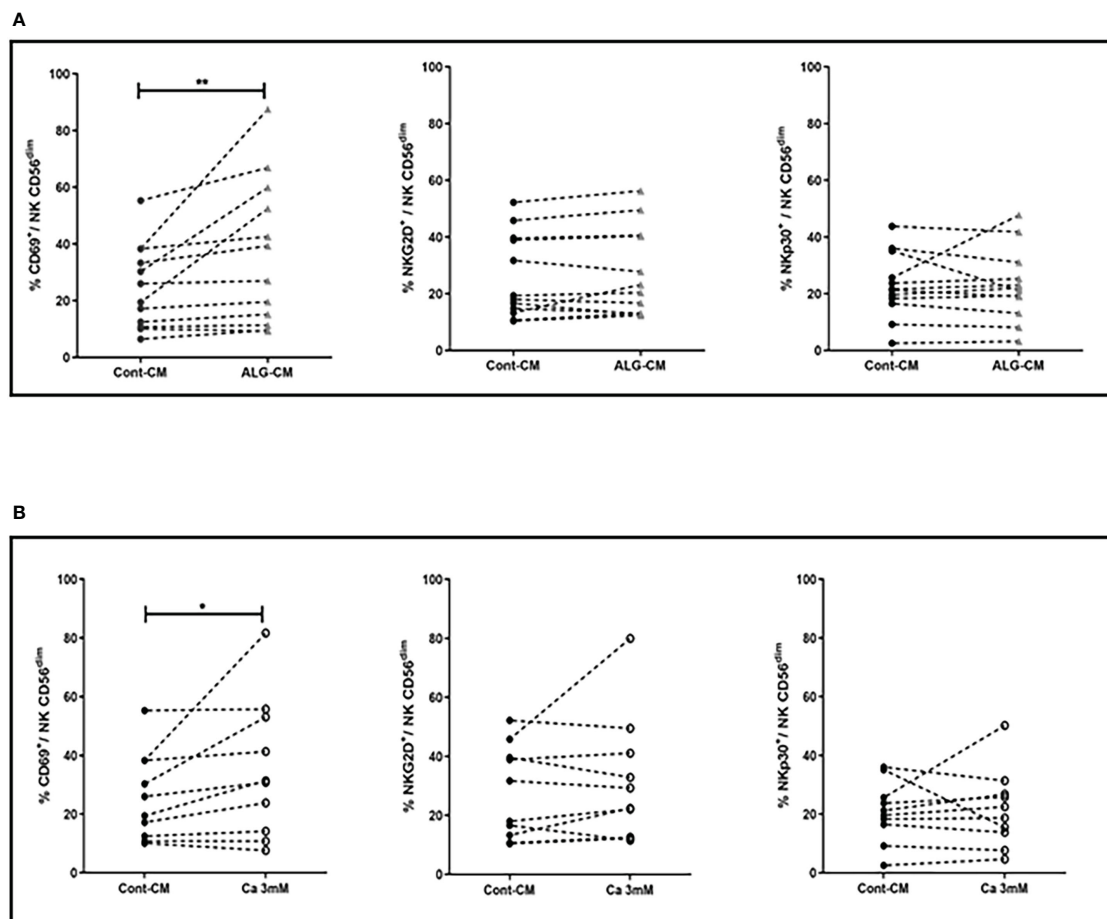 A
% CD69⁺/ NK CD56ᵈⁱᵐ
100
80
60
40
20
0
**
Cont-CM
ALG-CM
% NKG2D⁺ / NK CD56ᵈⁱᵐ
100
80
60
40
20
0
Cont-CM
ALG-CM
% NKp30⁺ / NK CD56ᵈⁱᵐ
100
80
60
40
20
0
Cont-CM
ALG-CM
B
% CD69⁺/ NK CD56ᵈⁱᵐ
100
80
60
40
20
0
*
Cont-CM
Ca 3mM
% NKG2D⁺ / NK CD56ᵈⁱᵐ
100
80
60
40
20
0
Cont-CM
Ca 3mM
% NKp30⁺ / NK CD56ᵈⁱᵐ
100
80
60
40
20
0
Cont-CM
Ca 3mM